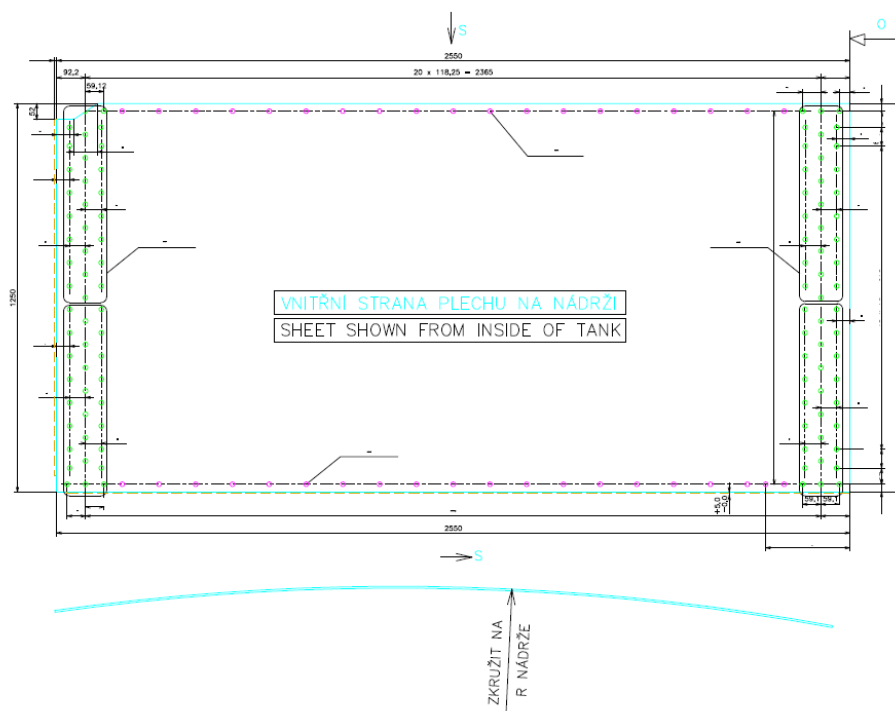 S
O
2550
92,2
20 x 118,25 = 2365
59,12
52
1250
VNITŘNÍ STRANA PLECHU NA NÁDRŽI
SHEET SHOWN FROM INSIDE OF TANK
+5,0
-0,0
59,1
59,1
2550
S
ZKRUŽIT NA
R NÁDRŽE